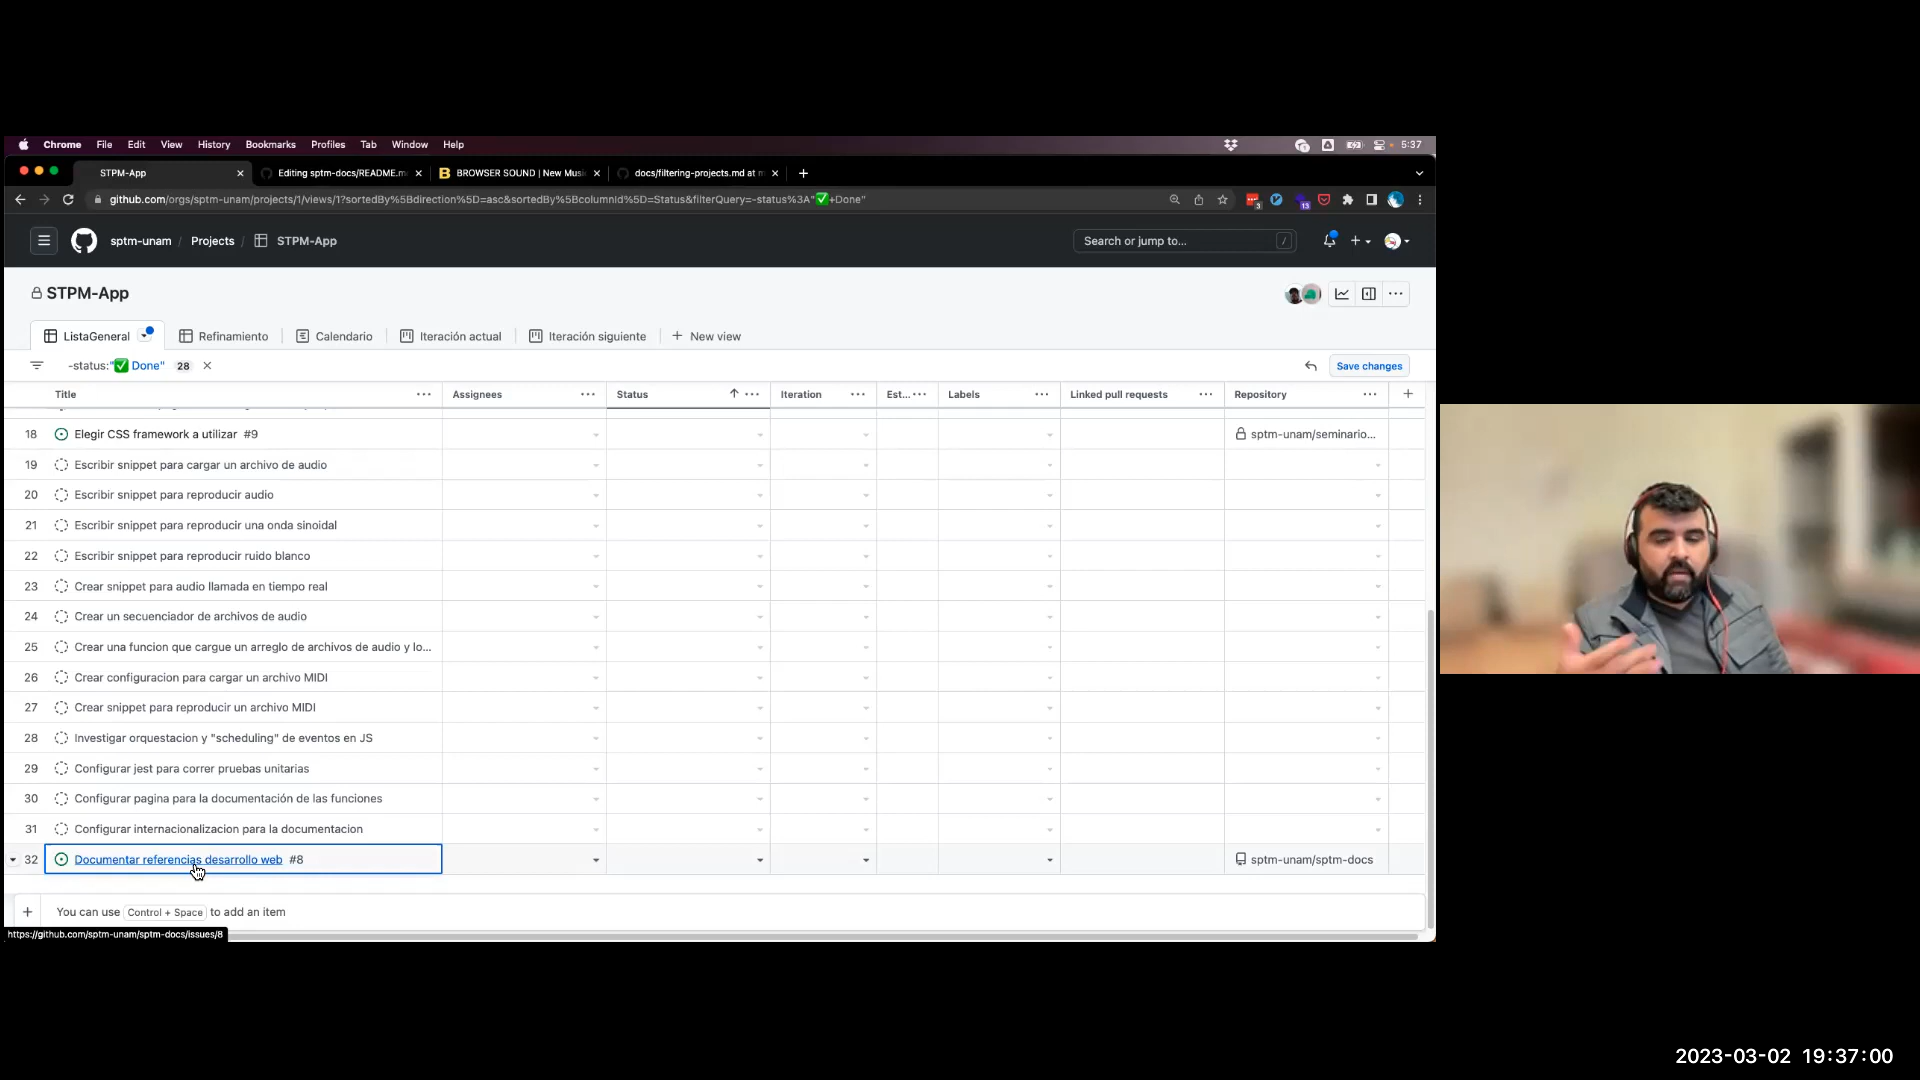 Chrome File Edit View History Bookmarks Profiles Tab Window Help 5:37
STPM-App
Editing sptm-docs/README.m
BROWSER SOUND | New Musi
docs/filtering-projects.md at m
github.com/orgs/sptm-unam/projects/1/views/1?sortedBy%5Bdirection%5D=asc&sortedBy%5BcolumnId%5D=Status&filterQuery=-status%3A"✅+Done"
3
13
sptm-unam / Projects / STPM-App
Search or jump to... /
STPM-App
ListaGeneral
Refinamiento
Calendario
Iteración actual
Iteración siguiente
+ New view
-status:"✅ Done" 28
Save changes
Title Assignees Status Iteration Est... Labels Linked pull requests Repository
18 Elegir CSS framework a utilizar #9 sptm-unam/seminario...
19 Escribir snippet para cargar un archivo de audio
20 Escribir snippet para reproducir audio
21 Escribir snippet para reproducir una onda sinoidal
22 Escribir snippet para reproducir ruido blanco
23 Crear snippet para audio llamada en tiempo real
24 Crear un secuenciador de archivos de audio
25 Crear una funcion que cargue un arreglo de archivos de audio y lo...
26 Crear configuracion para cargar un archivo MIDI
27 Crear snippet para reproducir un archivo MIDI
28 Investigar orquestacion y "scheduling" de eventos en JS
29 Configurar jest para correr pruebas unitarias
30 Configurar pagina para la documentación de las funciones
31 Configurar internacionalizacion para la documentacion
32 Documentar referencias desarrollo web #8 sptm-unam/sptm-docs
+ You can use Control + Space to add an item
https://github.com/sptm-unam/sptm-docs/issues/8
2023-03-02 19:37:00